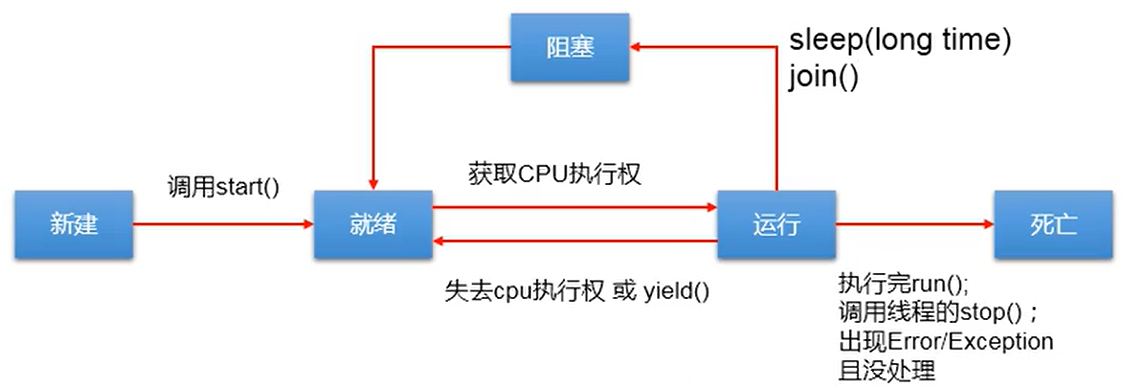 阻塞
sleep(long time)
join()
调用start()
获取CPU执行权
新建
就绪
运行
死亡
失去cpu执行权 或 yield()
执行完run();
调用线程的stop() ;
出现Error/Exception
且没处理